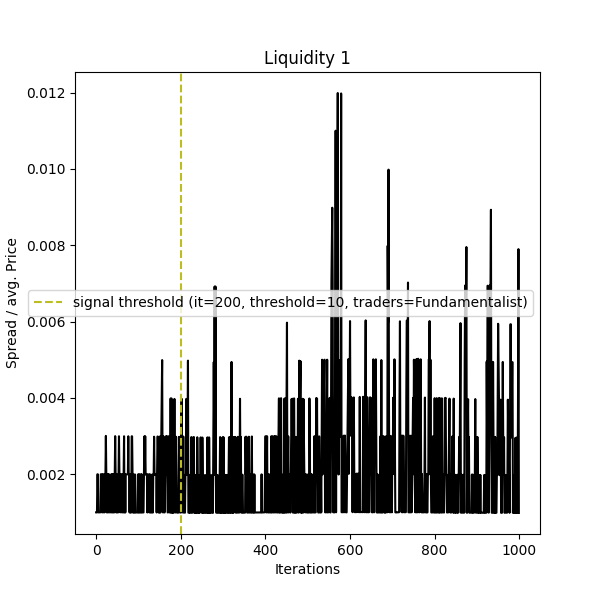 Liquidity 1
0.012
0.010
0.008
0.006
0.004
0.002
Spread / avg. Price
signal threshold (it=200, threshold=10, traders=Fundamentalist)
0 200 400 600 800 1000
Iterations